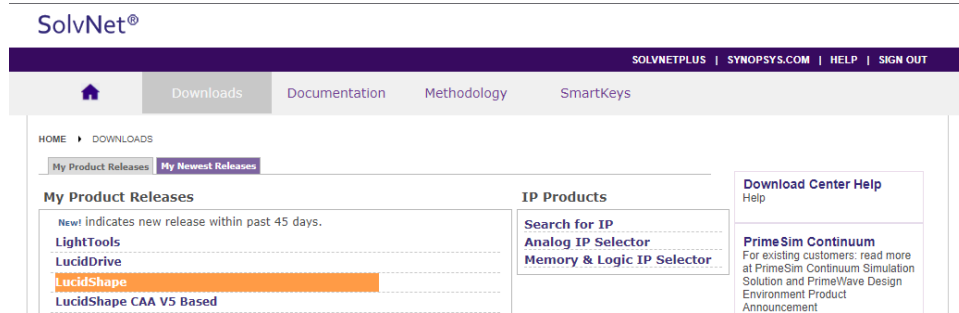 SolvNet®
SOLVNETPLUS | SYNOPSYS.COM | HELP | SIGN OUT
Downloads Documentation Methodology SmartKeys
HOME DOWNLOADS
My Product Releases My Newest Releases
My Product Releases
New! indicates new release within past 45 days.
LightTools
LucidDrive
LucidShape
LucidShape CAA V5 Based
IP Products
Search for IP
Analog IP Selector
Memory & Logic IP Selector
Download Center Help
Help
PrimeSim Continuum
For existing customers: read more
at PrimeSim Continuum Simulation
Solution and PrimeWave Design
Environment Product
Announcement